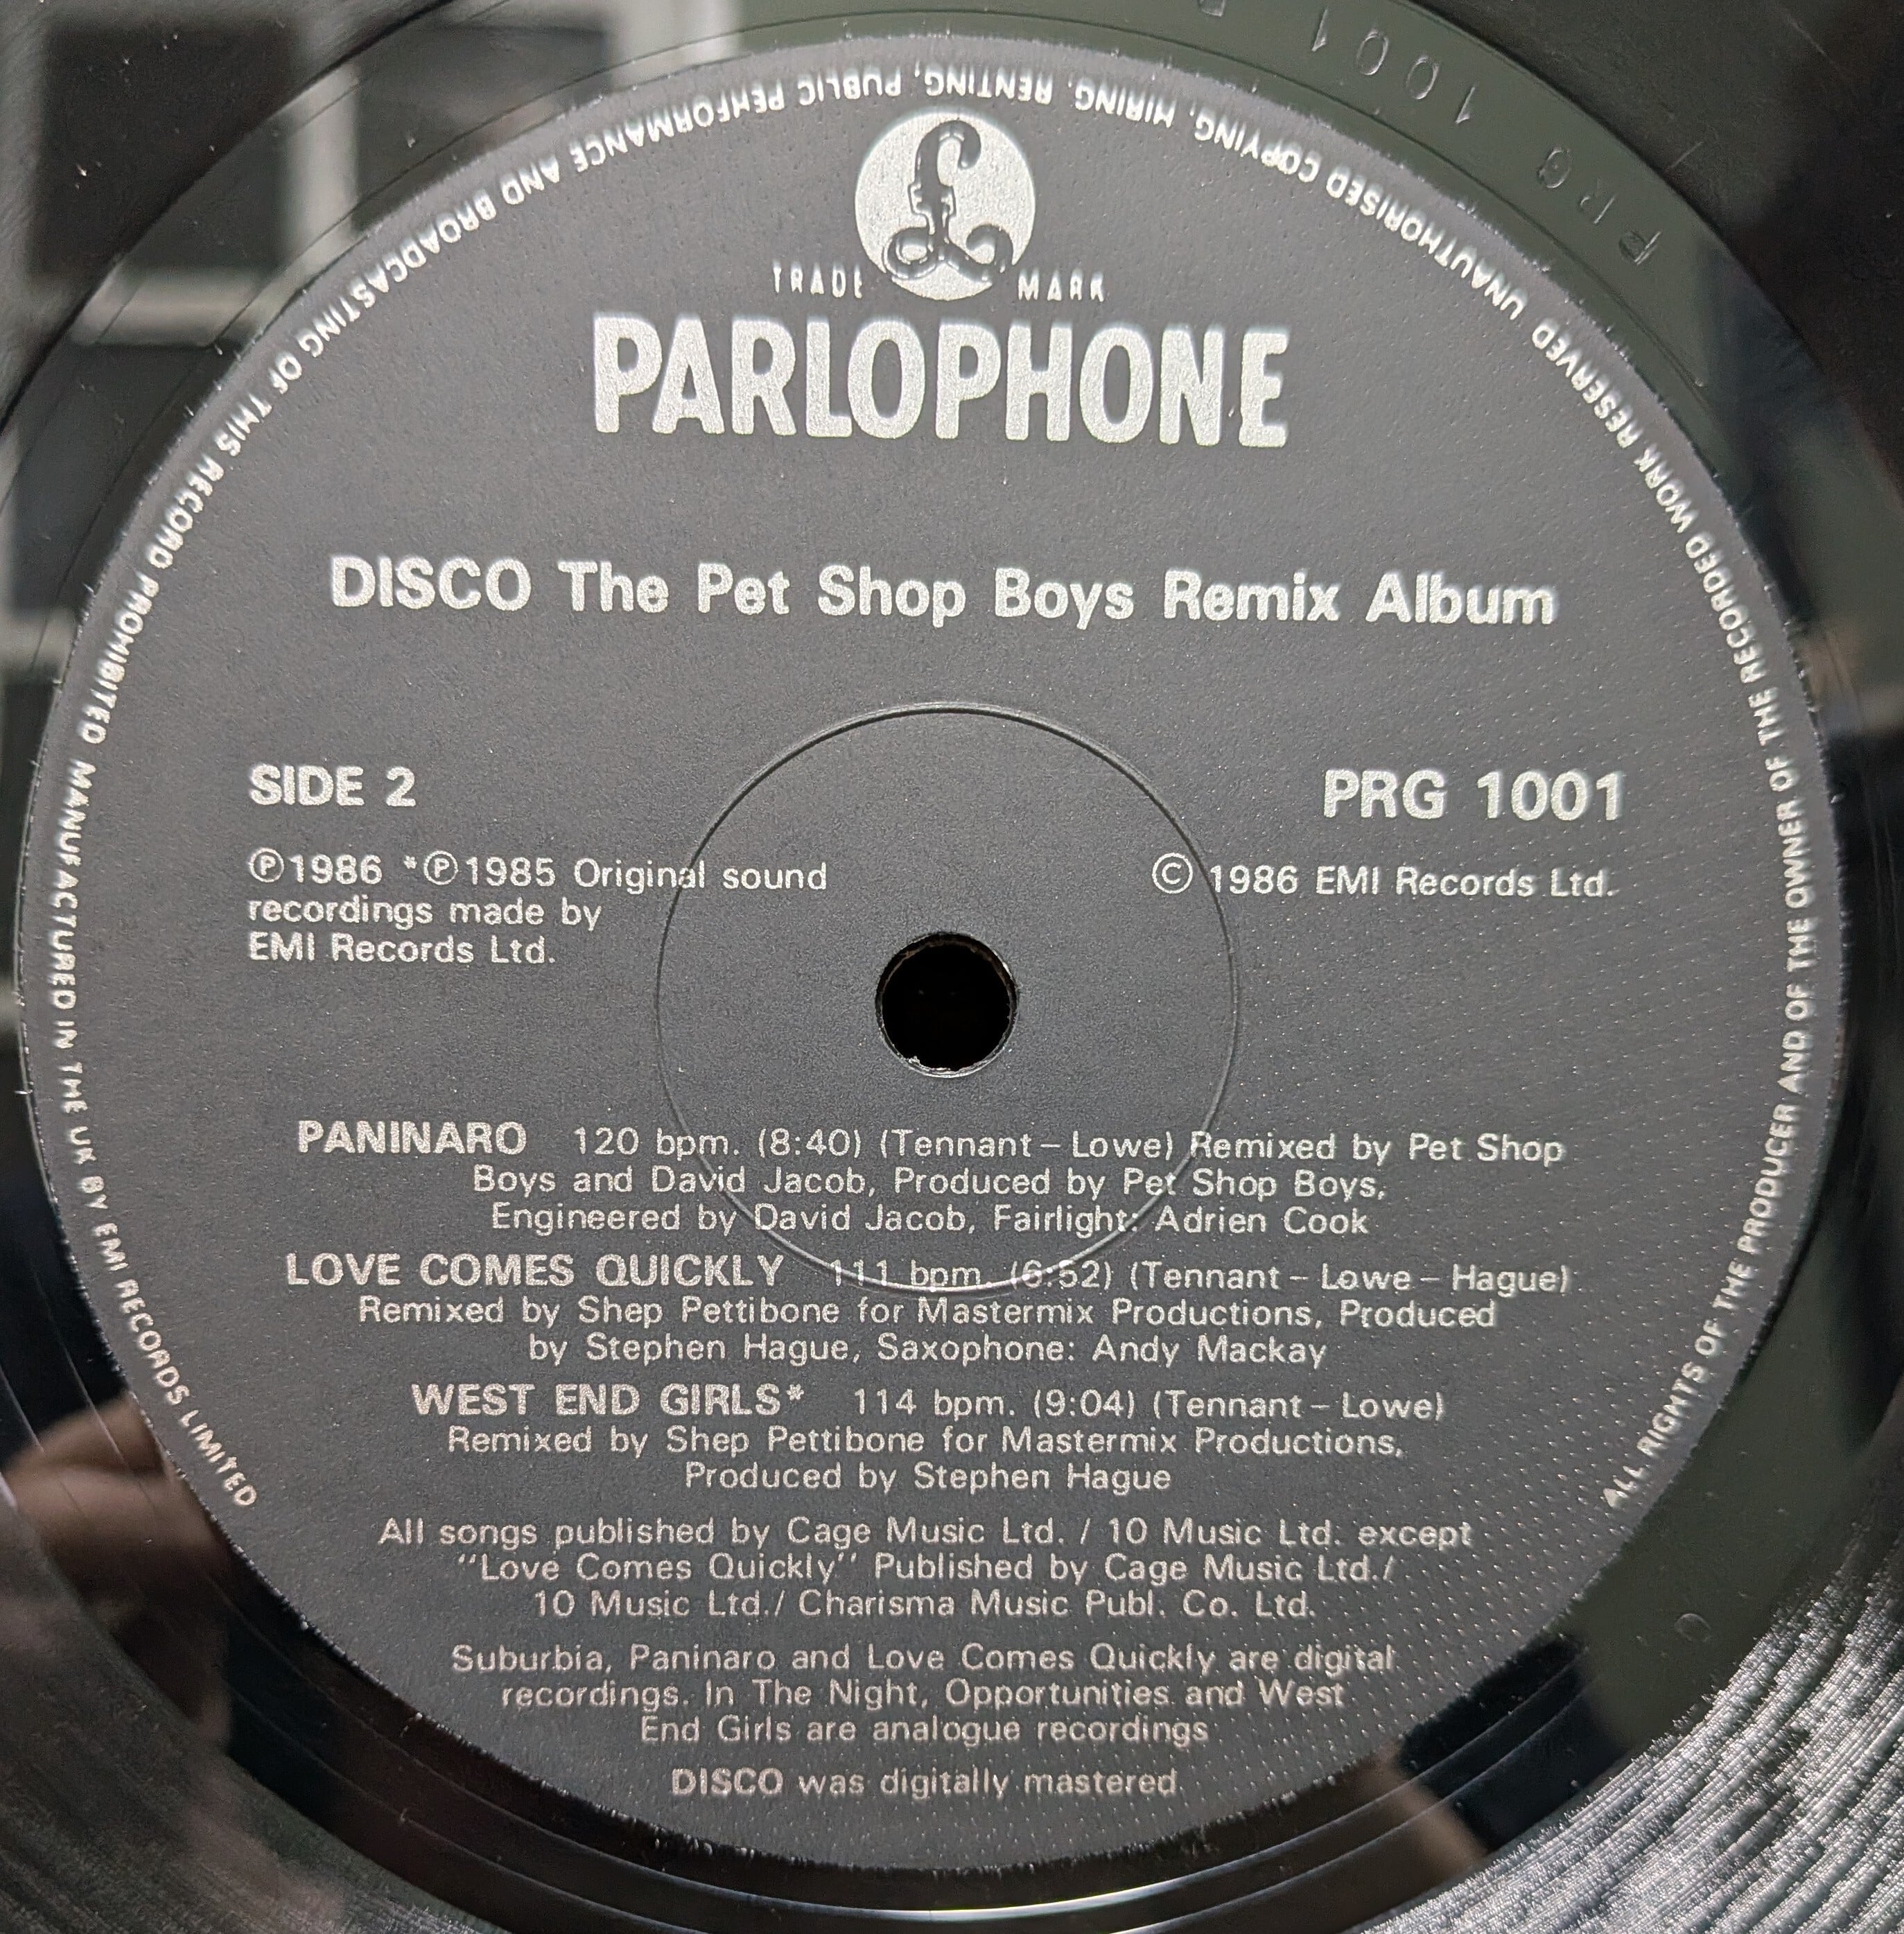 TRADE MARK
PARLOPHONE
DISCO The Pet Shop Boys Remix Album
SIDE 2
PRG 1001
Ⓟ1986 *Ⓟ1985 Original sound
recordings made by
EMI Records Ltd.
© 1986 EMI Records Ltd.
PANINARO 120 bpm. (8:40) (Tennant – Lowe) Remixed by Pet Shop
Boys and David Jacob, Produced by Pet Shop Boys,
Engineered by David Jacob, Fairlight: Adrien Cook
LOVE COMES QUICKLY 111 bpm. (6:52) (Tennant – Lowe – Hague)
Remixed by Shep Pettibone for Mastermix Productions, Produced
by Stephen Hague, Saxophone: Andy Mackay
WEST END GIRLS* 114 bpm. (9:04) (Tennant – Lowe)
Remixed by Shep Pettibone for Mastermix Productions,
Produced by Stephen Hague
All songs published by Cage Music Ltd. / 10 Music Ltd. except
“Love Comes Quickly” Published by Cage Music Ltd./
10 Music Ltd./ Charisma Music Publ. Co. Ltd.
Suburbia, Paninaro and Love Comes Quickly are digital
recordings. In The Night, Opportunities and West
End Girls are analogue recordings
DISCO was digitally mastered
ALL RIGHTS OF THE PRODUCER AND OF THE OWNER OF THE RECORDED WORK RESERVED UNAUTHORISED COPYING, HIRING, RENTING, PUBLIC PERFORMANCE AND BROADCASTING OF THIS RECORD PROHIBITED MANUFACTURED IN THE UK BY EMI RECORDS LIMITED
PRG 1001